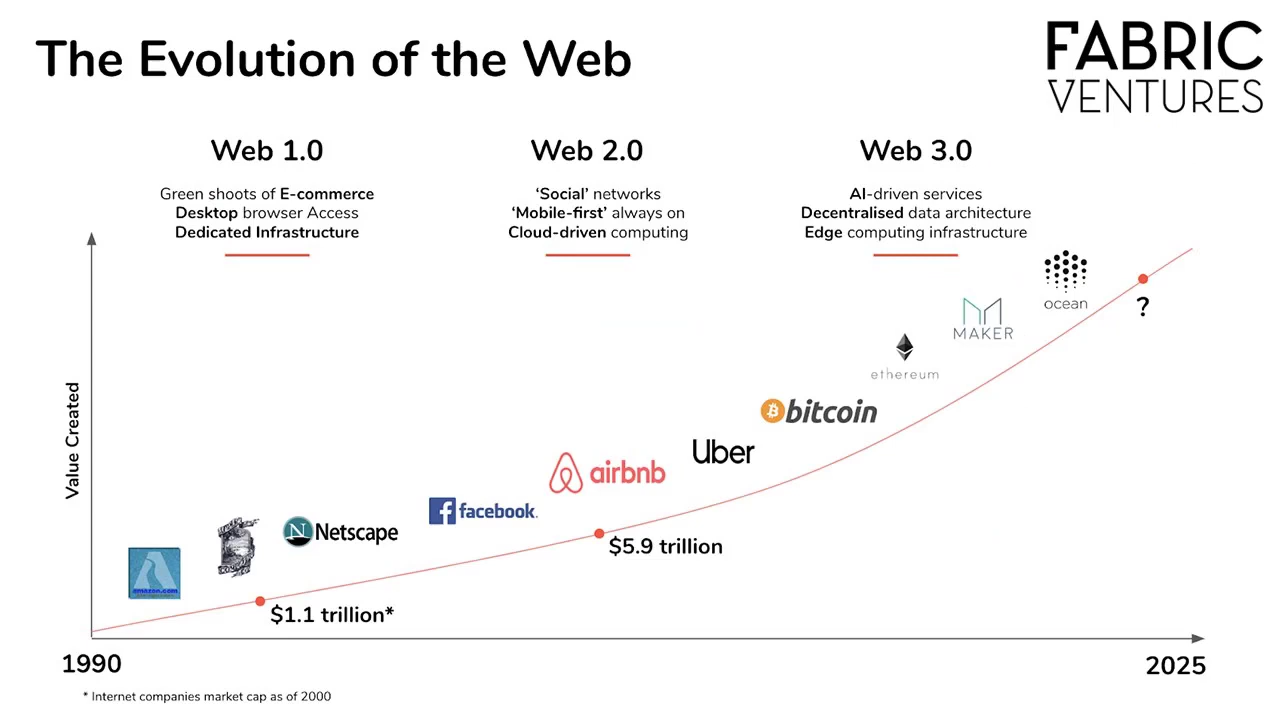 The Evolution of the Web
FABRIC
VENTURES
Web 1.0
Green shoots of E-commerce
Desktop browser Access
Dedicated Infrastructure
Web 2.0
‘Social’ networks
‘Mobile-first’ always on
Cloud-driven computing
Web 3.0
AI-driven services
Decentralised data architecture
Edge computing infrastructure
Value Created
amazon.com
N Netscape
facebook.
airbnb
Uber
bitcoin
ethereum
MAKER
ocean
$1.1 trillion*
$5.9 trillion
?
1990
2025
* Internet companies market cap as of 2000